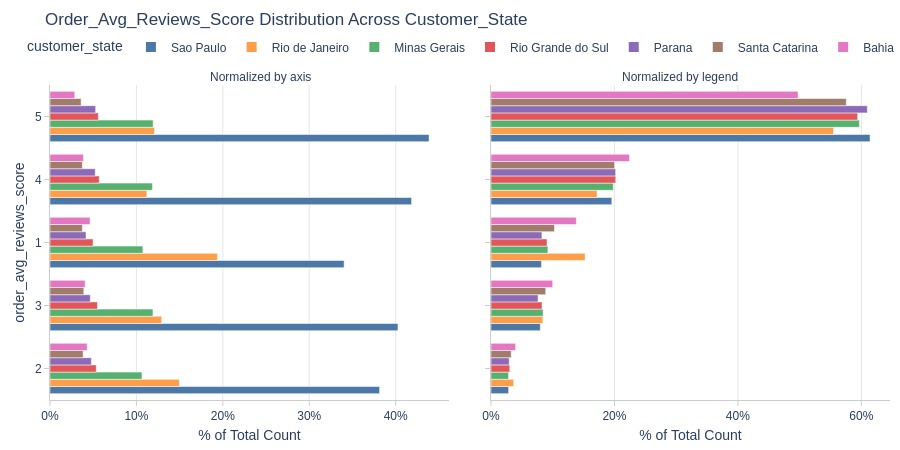 Order_Avg_Reviews_Score Distribution Across Customer_State
customer_state Sao Paulo Rio de Janeiro Minas Gerais Rio Grande do Sul Parana Santa Catarina Bahia
Normalized by axis
Normalized by legend
order_avg_reviews_score
5
4
1
3
2
0% 10% 20% 30% 40%
0% 20% 40% 60%
% of Total Count
% of Total Count